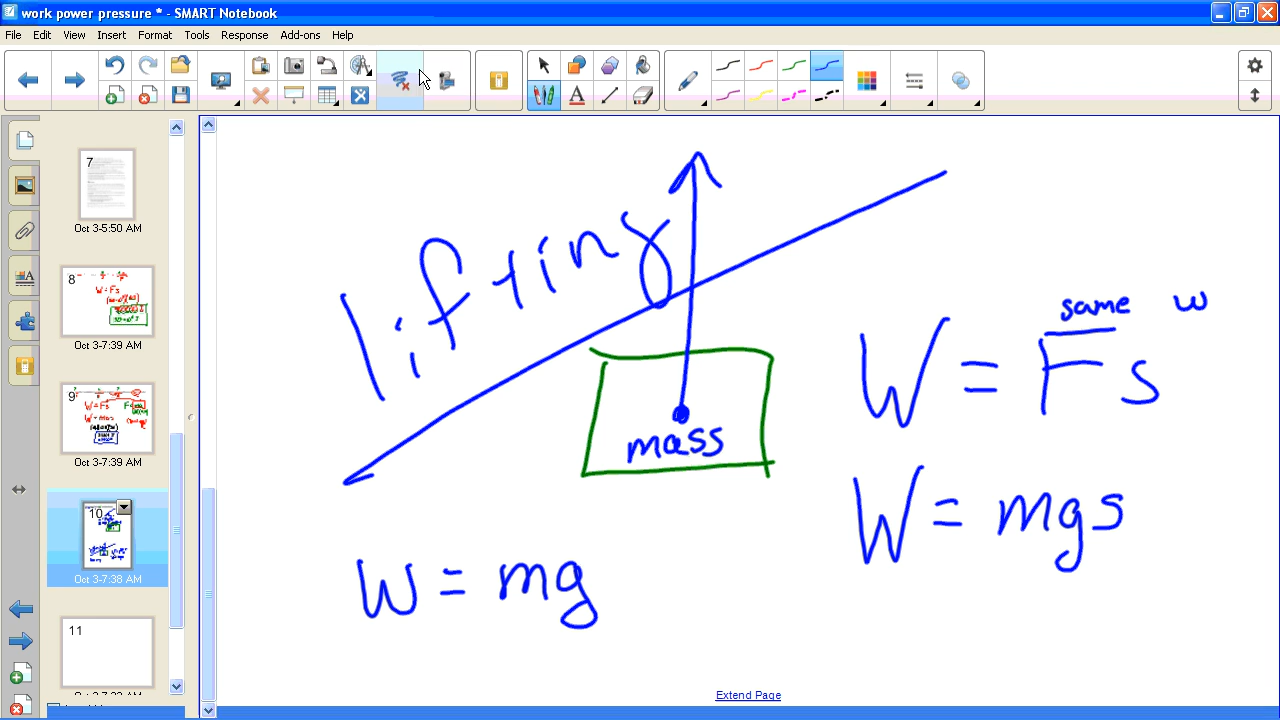 work power pressure * - SMART Notebook
File Edit View Insert Format Tools Response Add-ons Help
7
Oct 3-5:50 AM
8
W = Fs
Oct 3-7:39 AM
9
W = Fs
Oct 3-7:39 AM
10
Oct 3-7:38 AM
11
lifting
mass
same w
W = Fs
W = mgs
w = mg
Extend Page